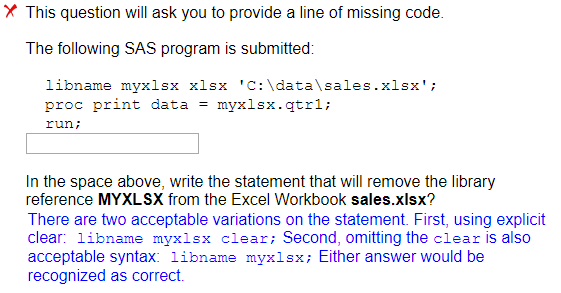 This question will ask you to provide a line of missing code.
The following SAS program is submitted:
libname myxlsx xlsx 'C:\data\sales.xlsx';
proc print data = myxlsx.qtr1;
run;
In the space above, write the statement that will remove the library
reference MYXLSX from the Excel Workbook sales.xlsx?
There are two acceptable variations on the statement. First, using explicit
clear: libname myxlsx clear; Second, omitting the clear is also
acceptable syntax: libname myxlsx; Either answer would be
recognized as correct.